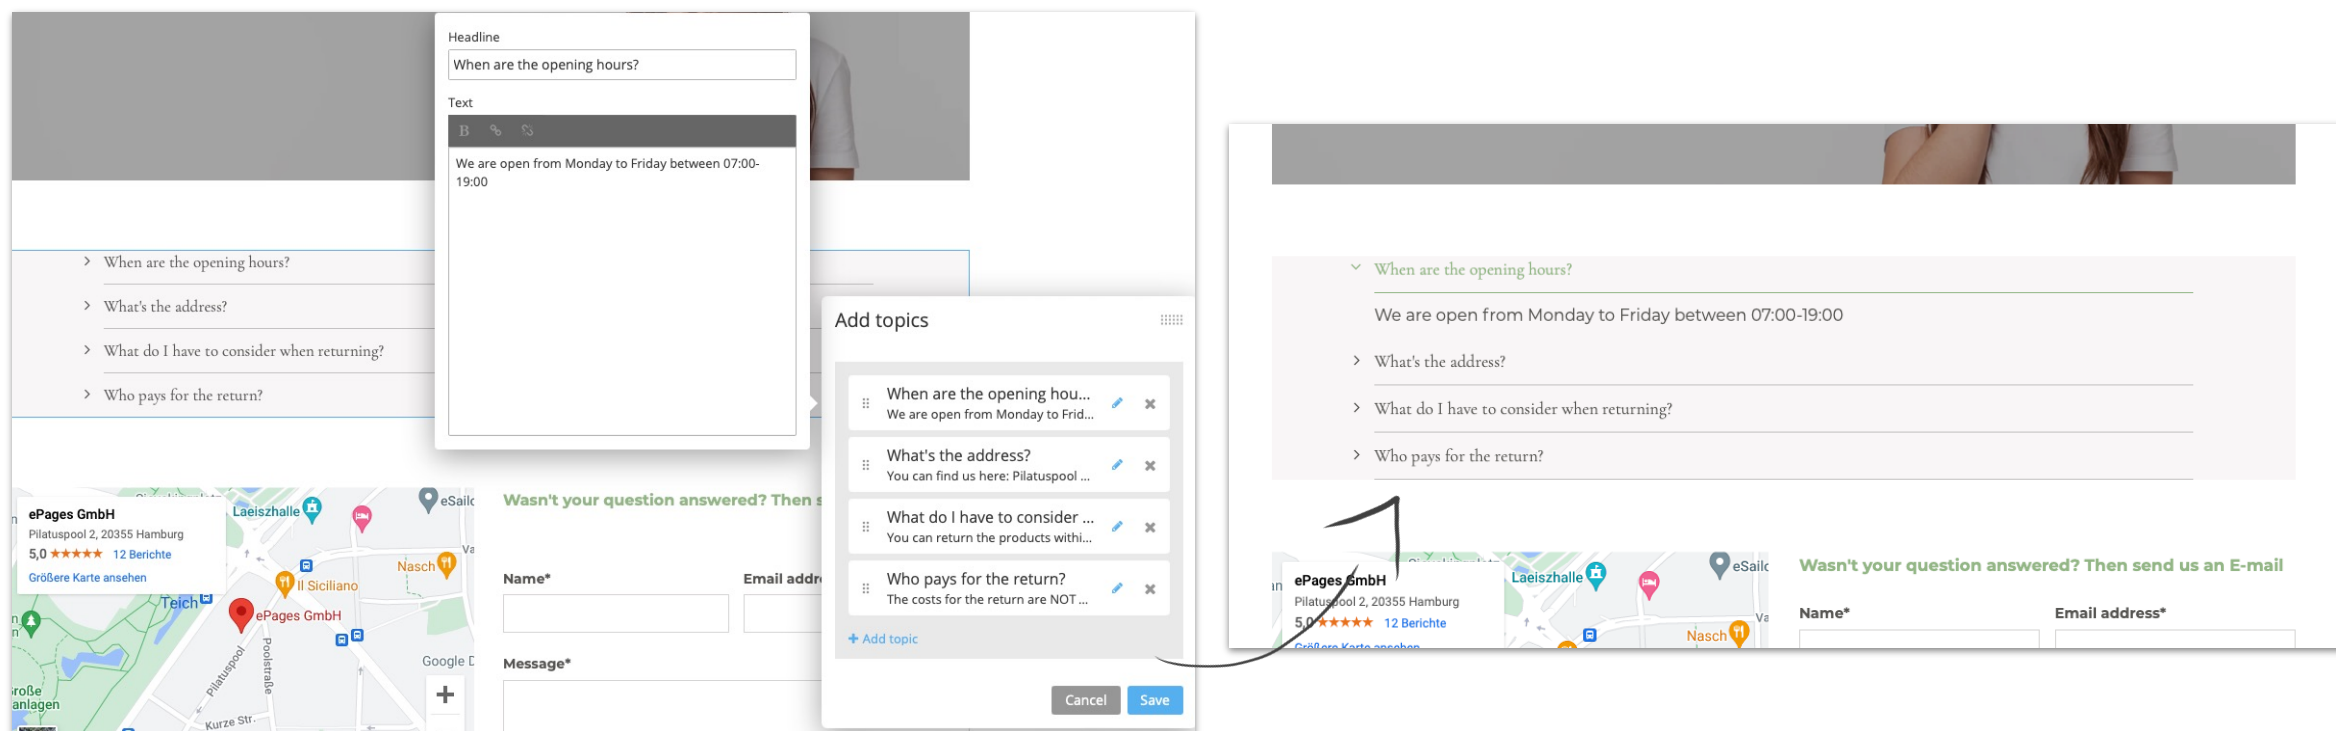 Headline
When are the opening hours?
Text
B
We are open from Monday to Friday between 07:00-
19:00
When are the opening hours?
What's the address?
What do I have to consider when returning?
Who pays for the return?
Add topics
When are the opening hou...
We are open from Monday to Frid...
What's the address?
You can find us here: Pilatuspool ...
What do I have to consider ...
You can return the products withi...
Who pays for the return?
The costs for the return are NOT ...
+ Add topic
Cancel
Save
ePages GmbH
Pilatuspool 2, 20355 Hamburg
5,0 ★★★★★ 12 Berichte
Größere Karte ansehen
Laeiszhalle
eSailo
Va
Nasch
Il Siciliano
Teich
ePages GmbH
Pilatuspool
Poolstraße
Google D
Große
anlagen
Kurze Str.
+
Wasn't your question answered? Then s
Name*
Email addre
Message*
When are the opening hours?
We are open from Monday to Friday between 07:00-19:00
What's the address?
What do I have to consider when returning?
Who pays for the return?
ePages GmbH
Pilatuspool 2, 20355 Hamburg
5,0 ★★★★★ 12 Berichte
Größere Karte ansehen
Laeiszhalle
eSailo
Va
Nasch
Wasn't your question answered? Then send us an E-mail
Name*
Email address*